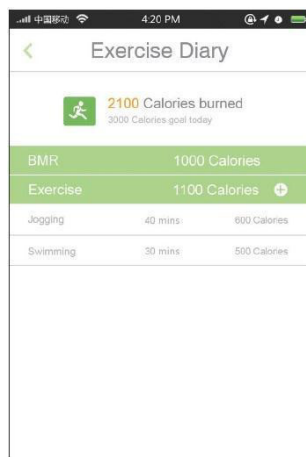 中国移动 4:20 PM
Exercise Diary
2100 Calories burned
3000 Calories goal today
BMR 1000 Calories
Exercise 1100 Calories
Jogging 40 mins 600 Calories
Swimming 30 mins 500 Calories